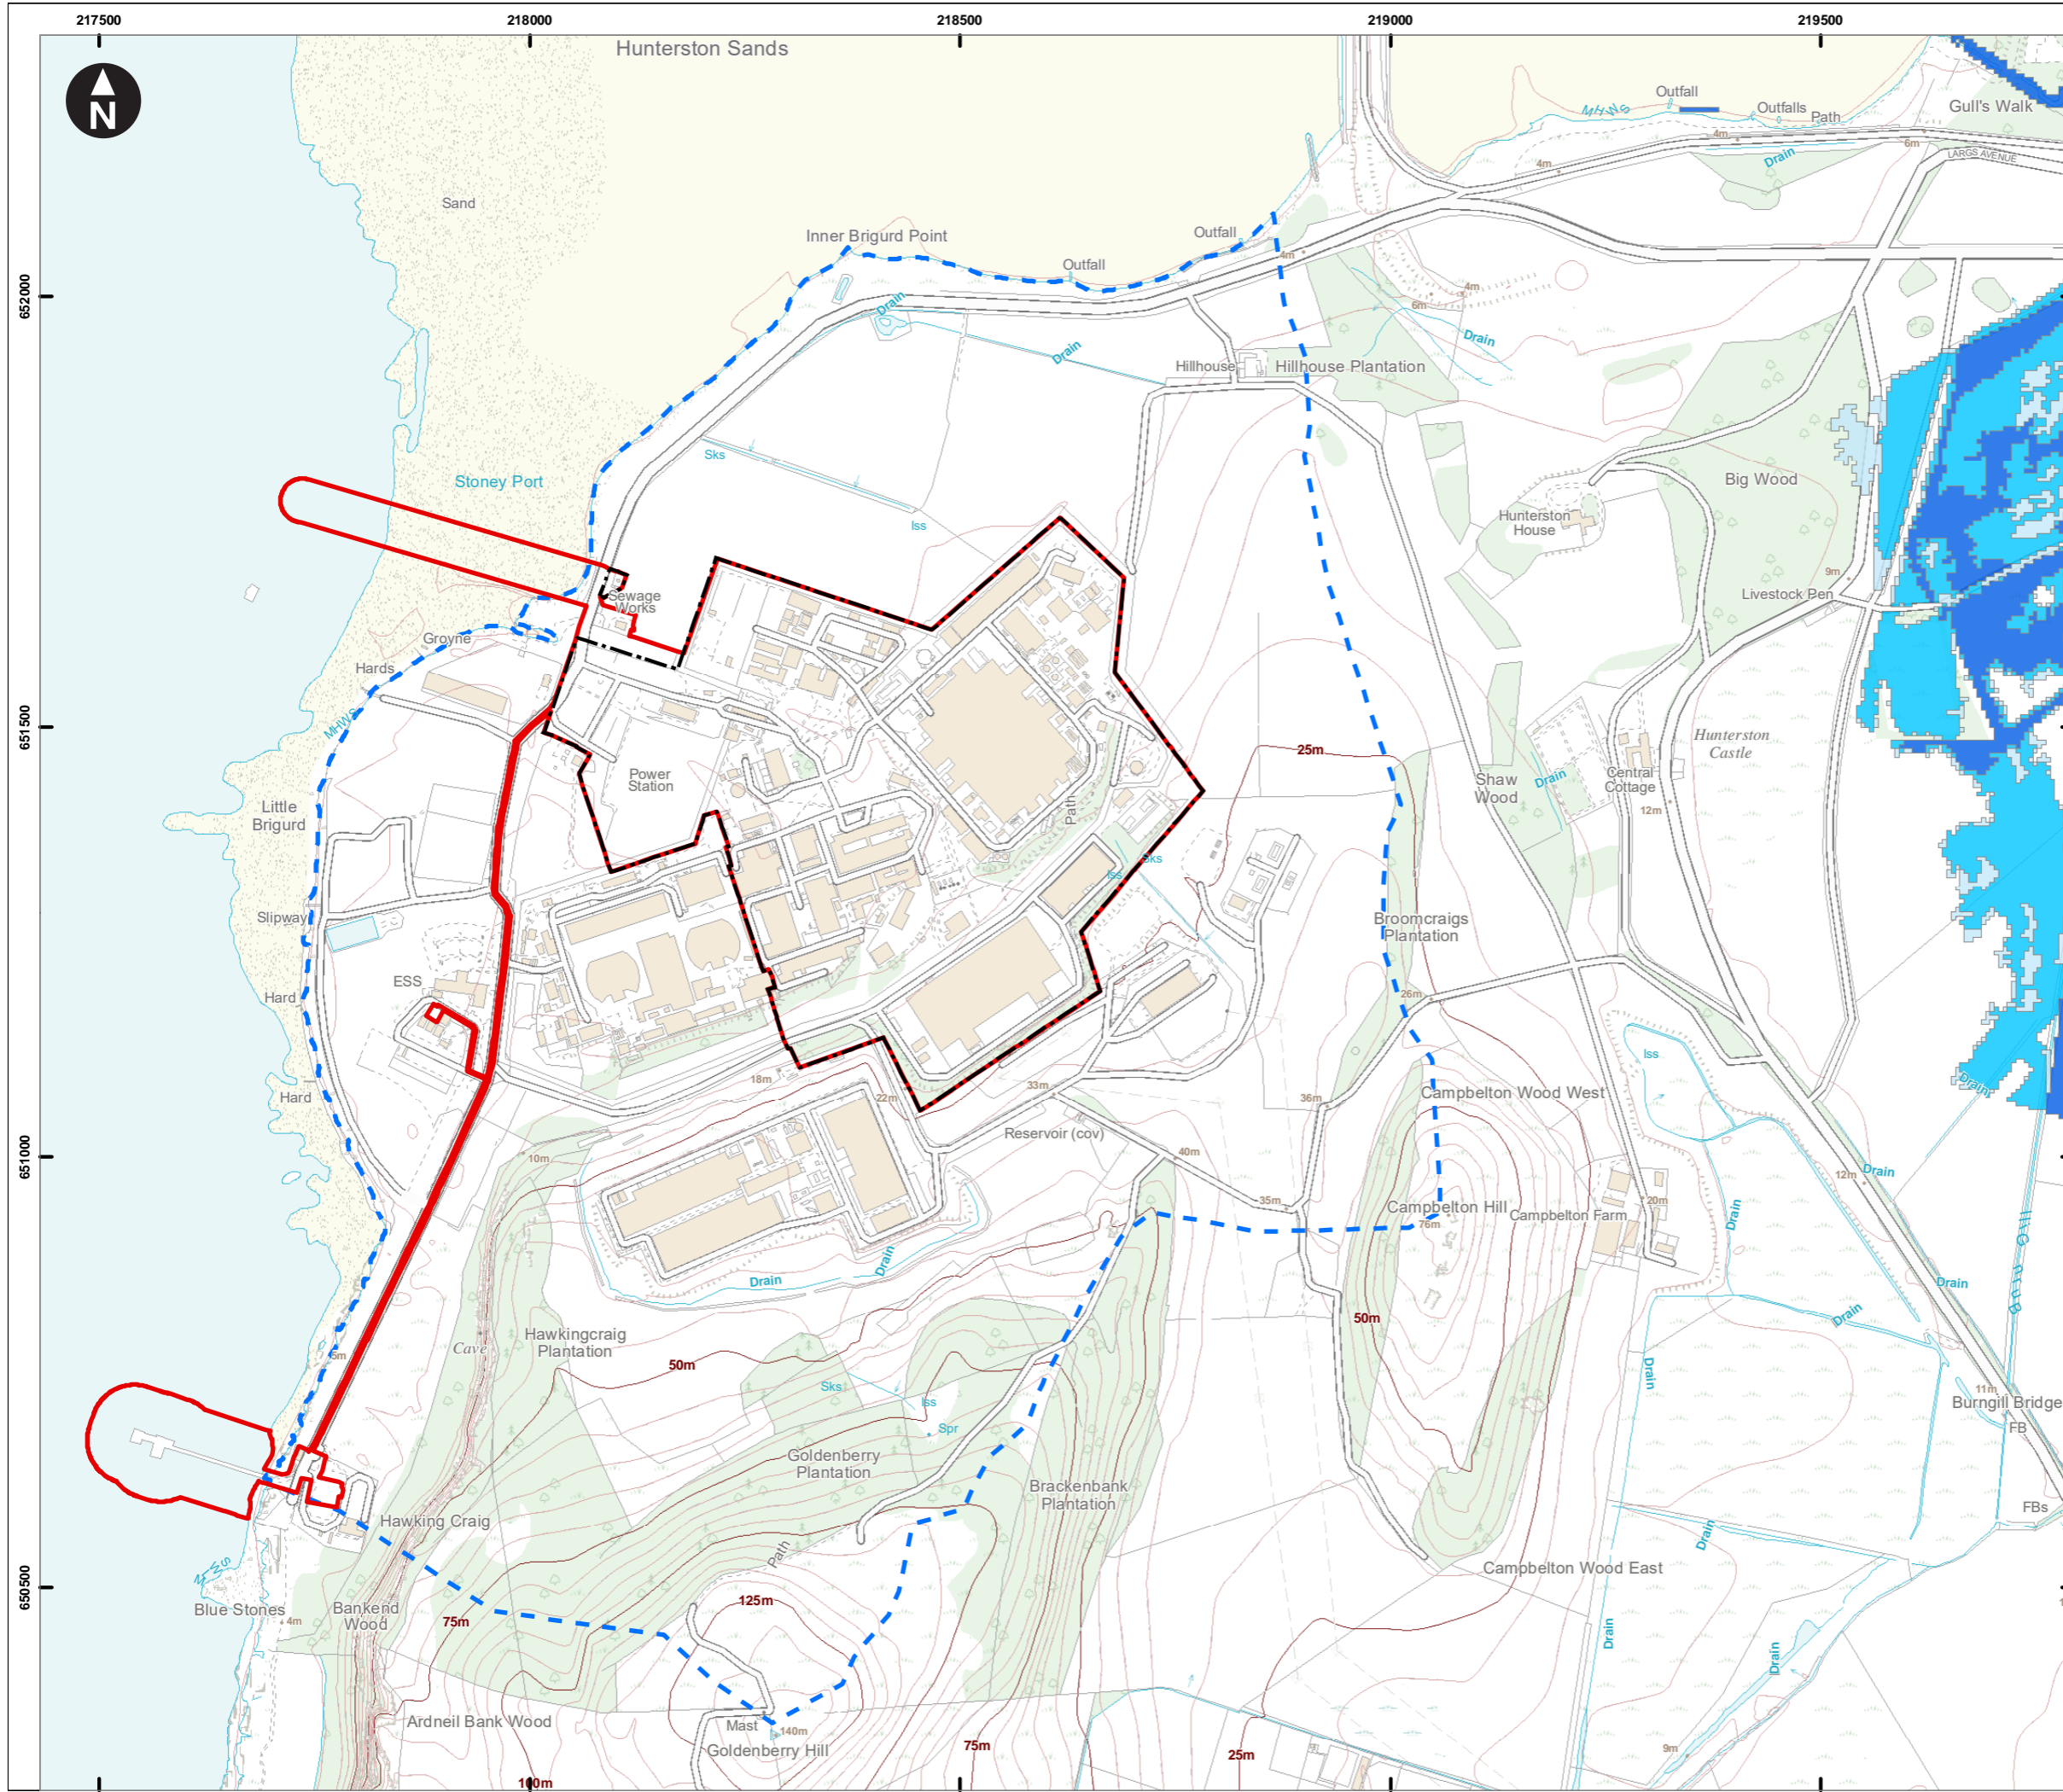 217500
218000
218500
219000
219500
Hunterston Sands
N
Outfall
Outfalls
Path
Gull's Walk
MHWS
4m
6m
LARGS AVENUE
Drain
4m
Sand
Inner Brigurd Point
Outfall
Outfall
4m
652000
Drain
4m
6m
Drain
Drain
Hillhouse
Hillhouse Plantation
Sks
Stoney Port
Iss
Big Wood
Hunterston
House
9m
Livestock Pen
Sewage
Works
Groyne
Hards
MHWS
651500
25m
Hunterston
Castle
Power
Station
Shaw
Wood
Drain
Central
Cottage
12m
Little
Brigurd
Path
Sks
Iss
Slipway
Broomcraigs
Plantation
ESS
Hard
26m
Iss
18m
22m
33m
36m
Campbelton Wood West
Drain
Hard
Reservoir (cov)
651000
10m
40m
12m
Drain
35m
Campbelton Hill
76m
Campbelton Farm
20m
Drain
Drain
Drain
Drain
Drain
50m
Cave
Hawkingcraig
Plantation
5m
50m
Drain
Sks
Iss
Spr
11m
Burngill Bridge
FB
Goldenberry
Plantation
Brackenbank
Plantation
FBs
Hawking Craig
Drain
Campbelton Wood East
Path
650500
Blue Stones
4m
Bankend
Wood
75m
125m
Drain
Drain
Ardneil Bank Wood
Mast
140m
Goldenberry Hill
75m
25m
9m
100m